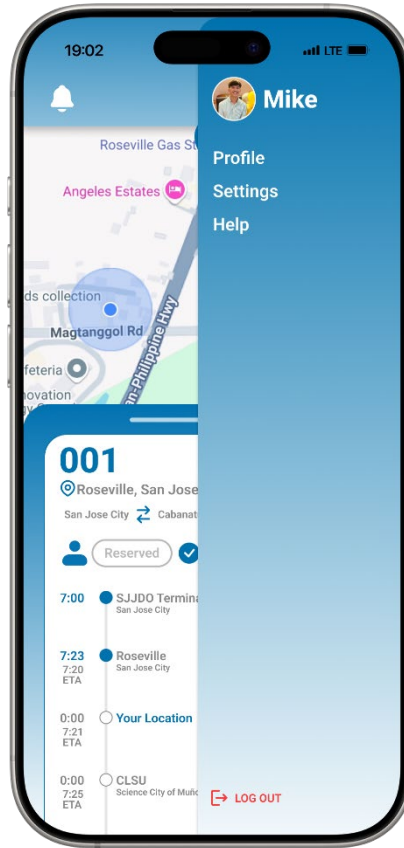 19:02
LTE
Mike
Profile
Settings
Help
Roseville Gas St
Angeles Estates
ds collection
Magtanggol Rd
an-Philippine Hwy
feteria
ovation
001
Roseville, San Jose
San Jose City Cabanat
Reserved
7:00 SJJDO Termina
San Jose City
7:23 Roseville
7:20 San Jose City
ETA
0:00 Your Location
7:21
ETA
0:00 CLSU
7:25 Science City of Muño
ETA
LOG OUT